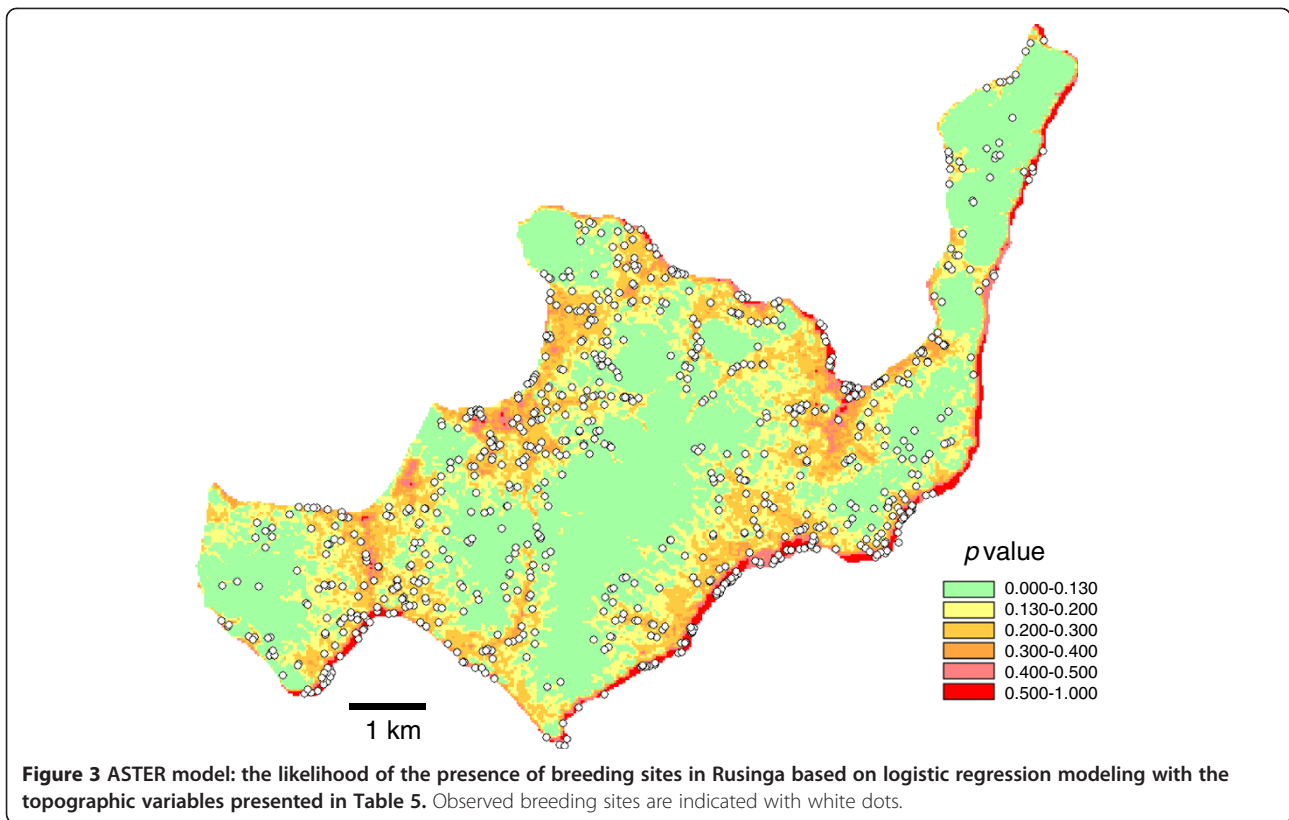 p value
0.000-0.130
0.130-0.200
0.200-0.300
0.300-0.400
0.400-0.500
0.500-1.000
1 km
Figure 3 ASTER model: the likelihood of the presence of breeding sites in Rusinga based on logistic regression modeling with the
topographic variables presented in Table 5. Observed breeding sites are indicated with white dots.